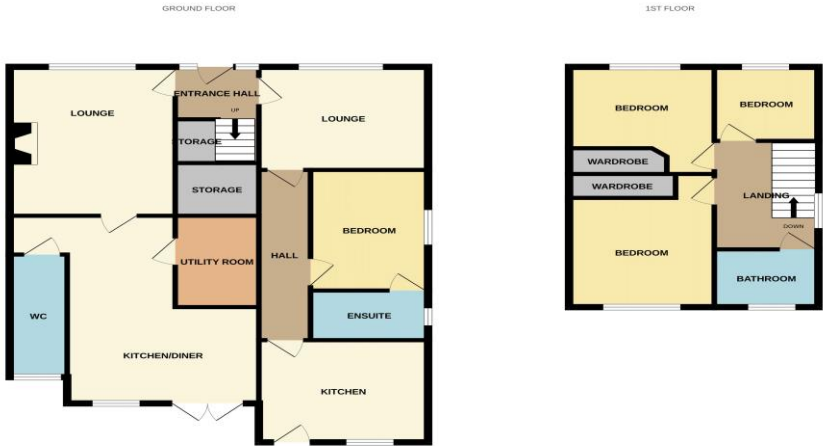 GROUND FLOOR
1ST FLOOR
LOUNGE
ENTRANCE HALL
UP
LOUNGE
STORAGE
STORAGE
BEDROOM
HALL
UTILITY ROOM
WC
ENSUITE
KITCHEN/DINER
KITCHEN
BEDROOM
BEDROOM
WARDROBE
WARDROBE
LANDING
DOWN
BEDROOM
BATHROOM